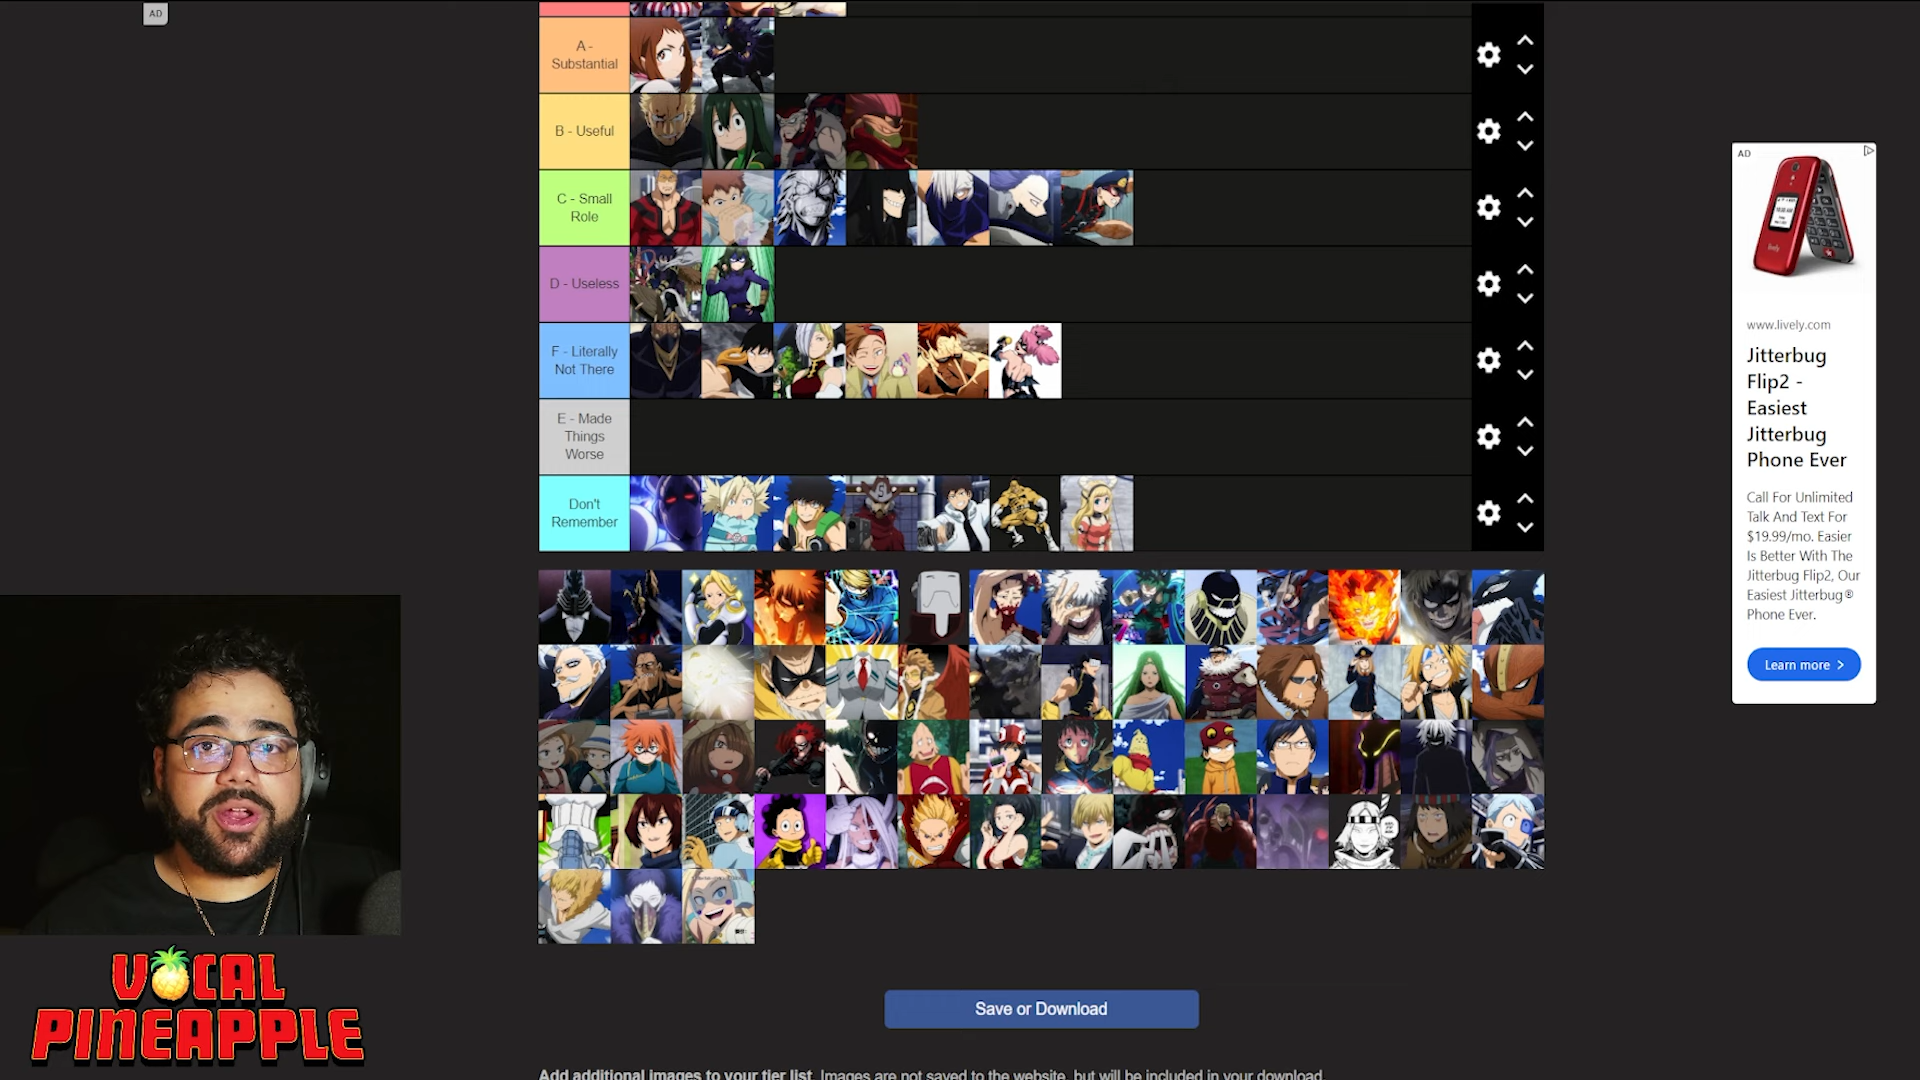 AD
A -
Substantial
B - Useful
C - Small
Role
D - Useless
F - Literally
Not There
E - Made
Things
Worse
Don't
Remember
AD
www.lively.com
Jitterbug
Flip2 -
Easiest
Jitterbug
Phone Ever
Call For Unlimited
Talk And Text For
$19.99/mo. Easier
Is Better With The
Jitterbug Flip2, Our
Easiest Jitterbug®
Phone Ever.
Learn more
VOCAL
PINEAPPLE
Save or Download
Add additional images to your tier list. Images are not saved to the website, but will be included in your download.